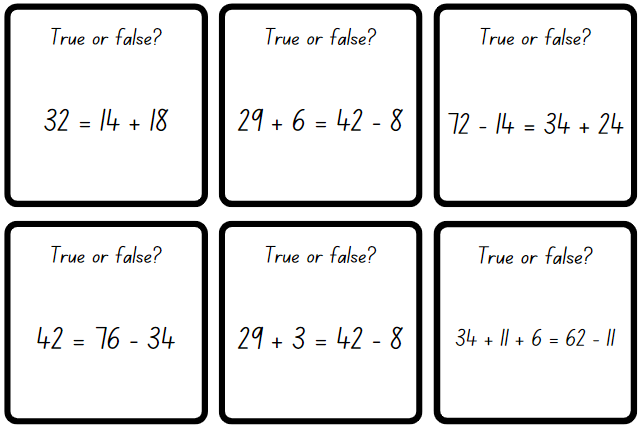 True or false?
32 = 14 + 18
True or false?
29 + 6 = 42 - 8
True or false?
72 - 14 = 34 + 24
True or false?
42 = 76 - 34
True or false?
29 + 3 = 42 - 8
True or false?
34 + 11 + 6 = 62 - 11